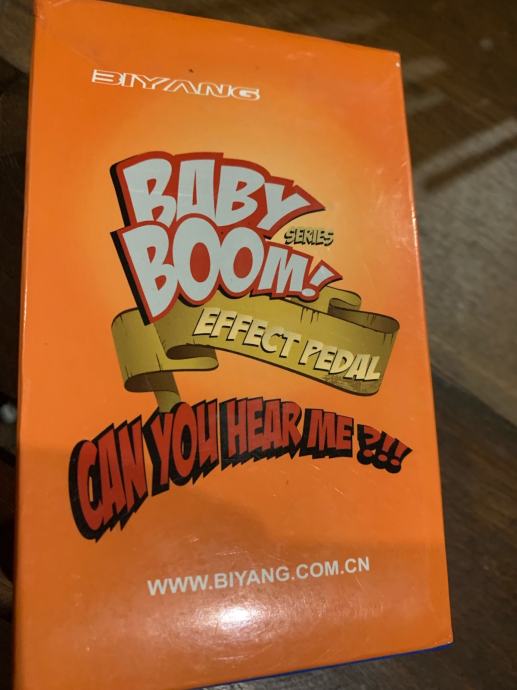 BIYANG
BABY
BOOM!
SERIES
EFFECT PEDAL
CAN YOU HEAR ME ?!!
WWW.BIYANG.COM.CN